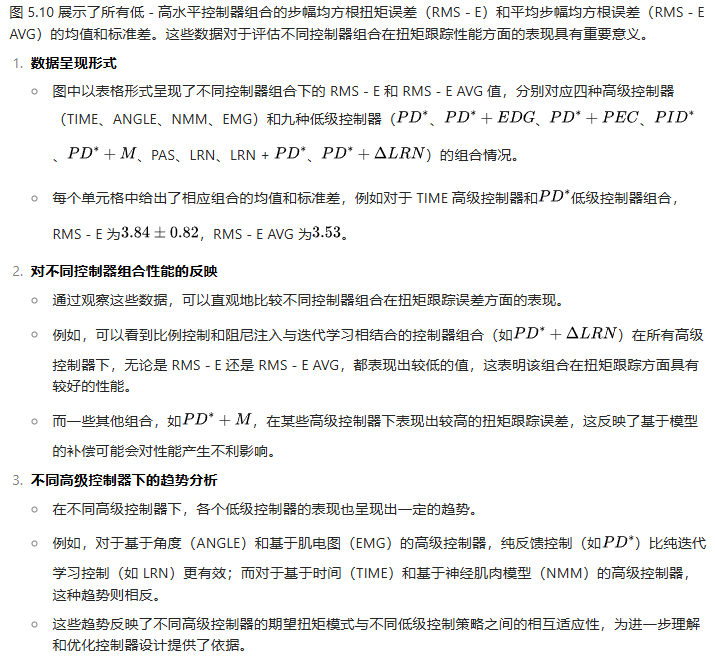 图 5.10 展示了所有低 - 高水平控制器组合的步幅均方根扭矩误差（RMS - E）和平均步幅均方根误差（RMS - E
AVG）的均值和标准差。这些数据对于评估不同控制器组合在扭矩跟踪性能方面的表现具有重要意义。
1. 数据呈现形式
○ 图中以表格形式呈现了不同控制器组合下的 RMS - E 和 RMS - E AVG 值，分别对应四种高级控制器
（TIME、ANGLE、NMM、EMG）和九种低级控制器（PD*、PD* + EDG、PD* + PEC、PID*
、PD* + M、PAS、LRN、LRN + PD*、PD* + ΔLRN）的组合情况。
○ 每个单元格中给出了相应组合的均值和标准差，例如对于 TIME 高级控制器和PD*低级控制器组合，
RMS - E 为3.84 ± 0.82，RMS - E AVG 为3.53。
2. 对不同控制器组合性能的反映
○ 通过观察这些数据，可以直观地比较不同控制器组合在扭矩跟踪误差方面的表现。
○ 例如，可以看到比例控制和阻尼注入与迭代学习相结合的控制器组合（如PD* + ΔLRN）在所有高级
控制器下，无论是 RMS - E 还是 RMS - E AVG，都表现出较低的值，这表明该组合在扭矩跟踪方面具有
较好的性能。
○ 而一些其他组合，如PD* + M，在某些高级控制器下表现出较高的扭矩跟踪误差，这反映了基于模型
的补偿可能会对性能产生不利影响。
3. 不同高级控制器下的趋势分析
○ 在不同高级控制器下，各个低级控制器的表现也呈现出一定的趋势。
○ 例如，对于基于角度（ANGLE）和基于肌电图（EMG）的高级控制器，纯反馈控制（如PD*）比纯迭代
学习控制（如 LRN）更有效；而对于基于时间（TIME）和基于神经肌肉模型（NMM）的高级控制器，
这种趋势则相反。
○ 这些趋势反映了不同高级控制器的期望扭矩模式与不同低级控制策略之间的相互适应性，为进一步理解
和优化控制器设计提供了依据。